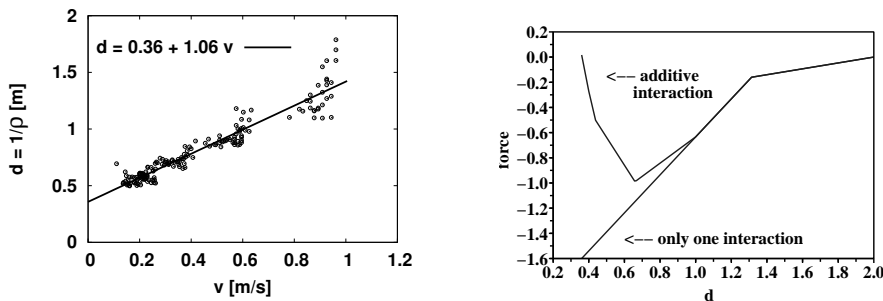 d = 0.36 + 1.06 v
2
1.5
1
0.5
0
0 0.2 0.4 0.6 0.8 1 1.2
d = 1/ρ [m]
v [m/s]
0.2
0.0
−0.2
−0.4
−0.6
−0.8
−1.0
−1.2
−1.4
−1.6
0.2 0.4 0.6 0.8 1.0 1.2 1.4 1.6 1.8 2.0
force
d
<−− additive
interaction
<−− only one interaction